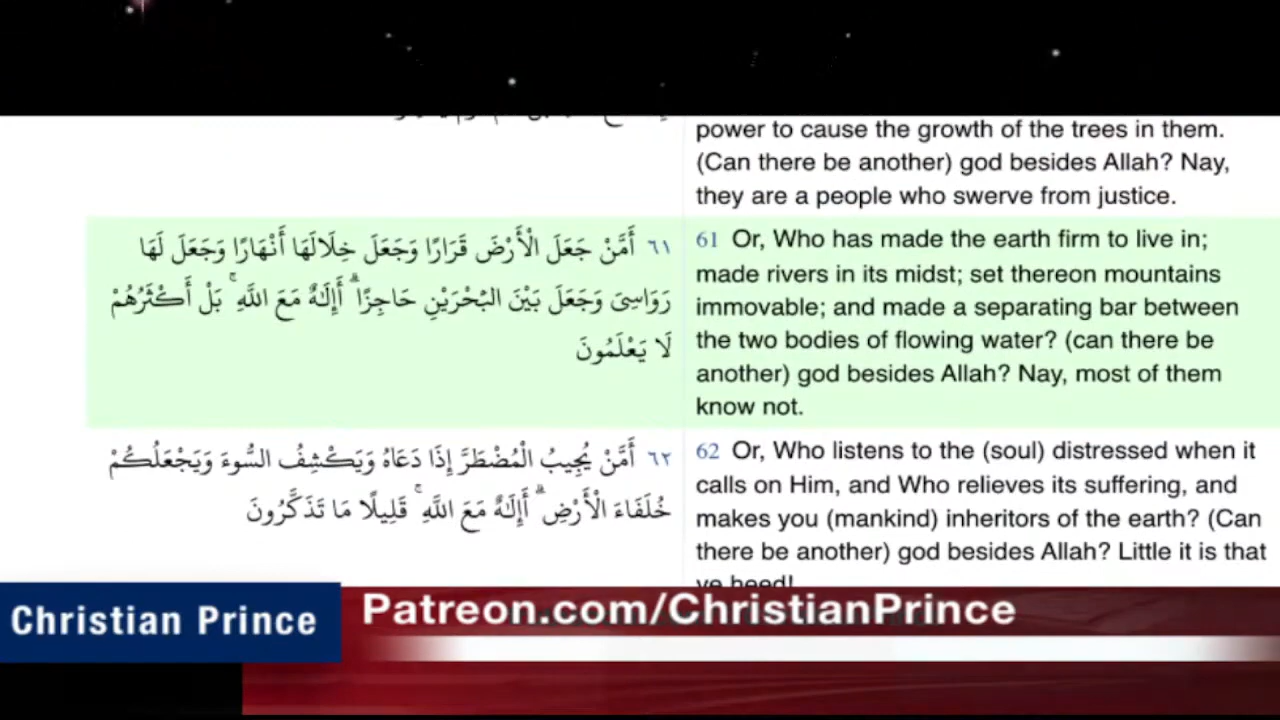 power to cause the growth of the trees in them.
(Can there be another) god besides Allah? Nay,
they are a people who swerve from justice.
٦١ أَمَّنْ جَعَلَ الْأَرْضَ قَرَارًا وَجَعَلَ خِلَالَهَا أَنْهَارًا وَجَعَلَ لَهَا
رَوَاسِيَ وَجَعَلَ بَيْنَ الْبَحْرَيْنِ حَاجِزًا ۗ أَإِلَـٰهٌ مَعَ اللَّهِ ۚ بَلْ أَكْثَرُهُمْ
لَا يَعْلَمُونَ
61 Or, Who has made the earth firm to live in;
made rivers in its midst; set thereon mountains
immovable; and made a separating bar between
the two bodies of flowing water? (can there be
another) god besides Allah? Nay, most of them
know not.
٦٢ أَمَّنْ يُجِيبُ الْمُضْطَرَّ إِذَا دَعَاهُ وَيَكْشِفُ السُّوءَ وَيَجْعَلُكُمْ
خُلَفَاءَ الْأَرْضِ ۗ أَإِلَـٰهٌ مَعَ اللَّهِ ۚ قَلِيلًا مَا تَذَكَّرُونَ
62 Or, Who listens to the (soul) distressed when it
calls on Him, and Who relieves its suffering, and
makes you (mankind) inheritors of the earth? (Can
there be another) god besides Allah? Little it is that
ye heed!
Christian Prince
Patreon.com/ChristianPrince